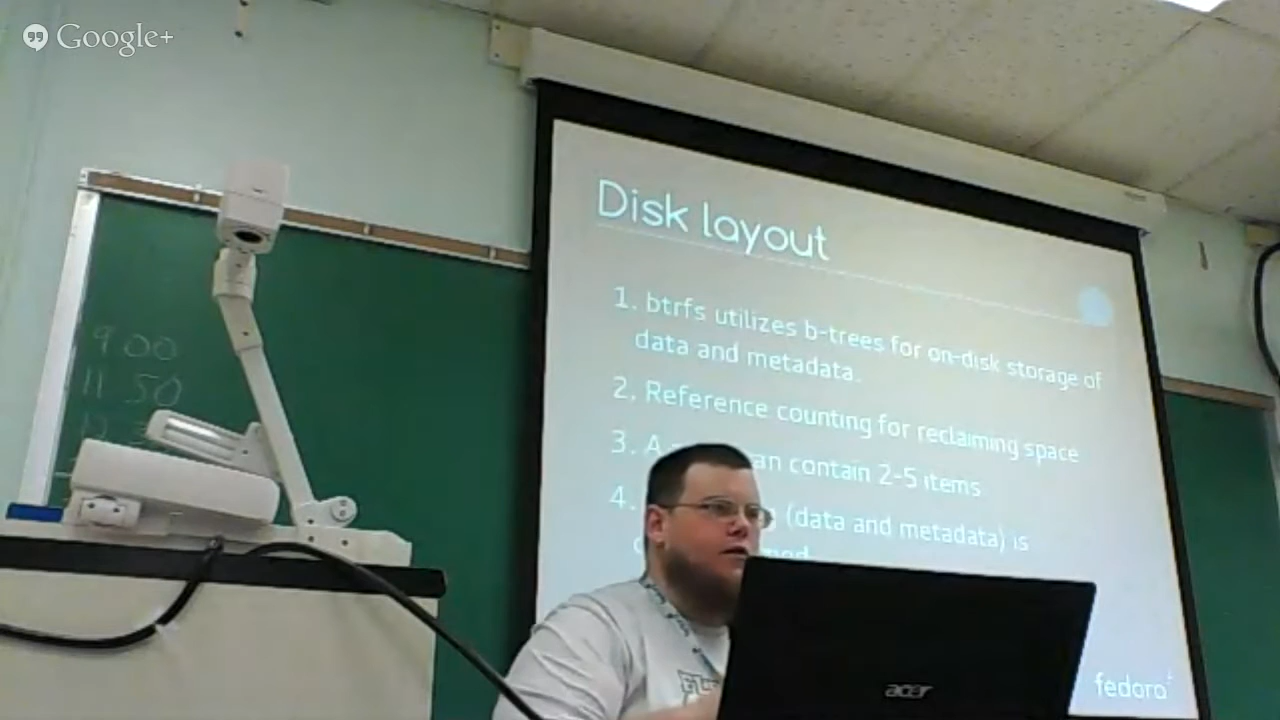 Google+
Disk layout
1. btrfs utilizes b-trees for on-disk storage of
data and metadata.
2. Reference counting for reclaiming space
3. A can contain 2-5 items
4. (data and metadata) is
9:00
11:50
acer
fedora